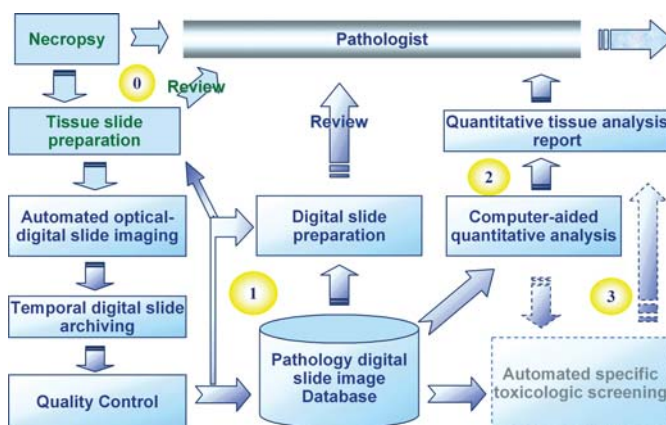 Necropsy
Pathologist
0
Review
Tissue slide
preparation
Review
Quantitative tissue analysis
report
2
Automated optical-
digital slide imaging
Digital slide
preparation
Computer-aided
quantitative analysis
1
3
Temporal digital slide
archiving
Pathology digital
slide image
Database
Automated specific
toxicologic screening
Quality Control